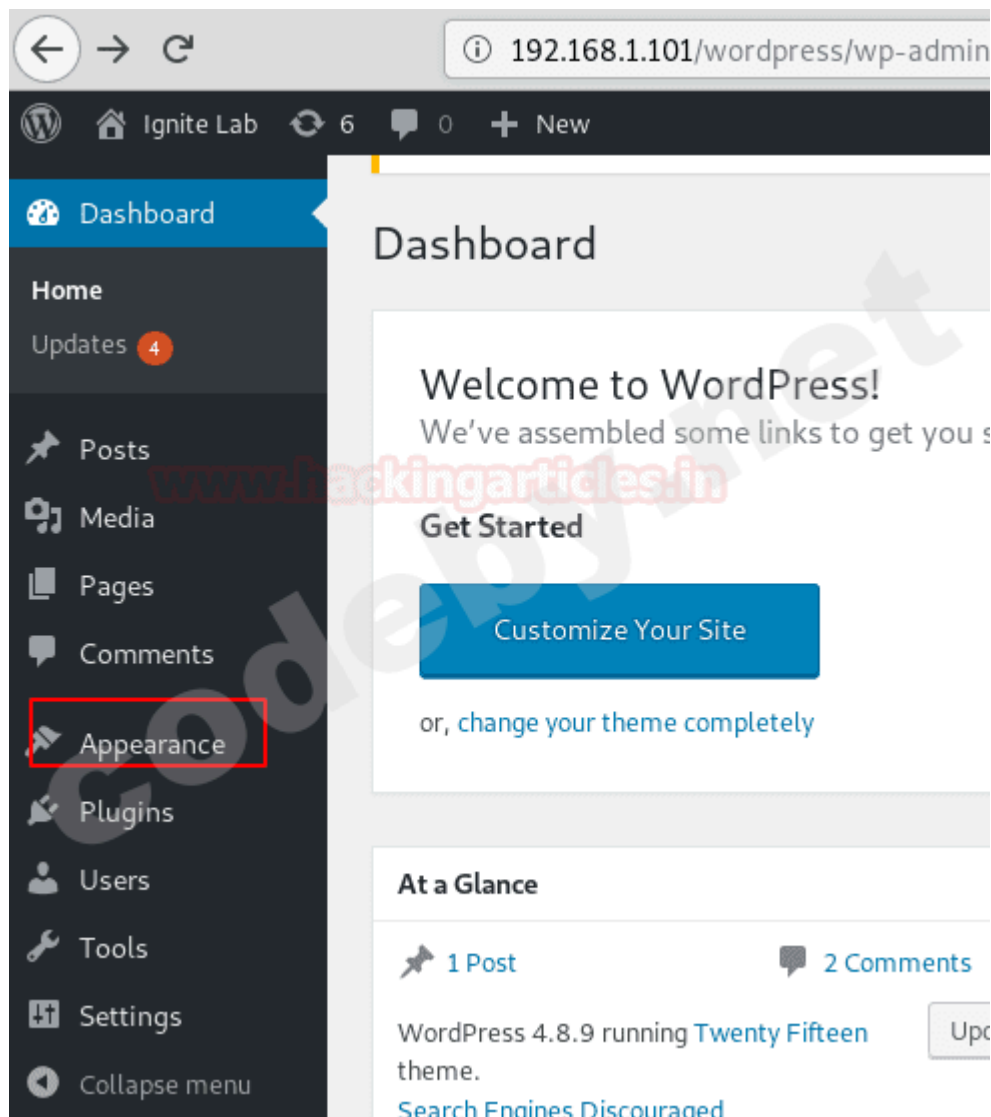 192.168.1.101/wordpress/wp-admin
Ignite Lab 6 0 New
Dashboard
Home
Updates 4
Posts
Media
Pages
Comments
Appearance
Plugins
Users
Tools
Settings
Collapse menu
Dashboard
Welcome to WordPress!
We've assembled some links to get you s
www.hackingarticles.in
codeby.net
Get Started
Customize Your Site
or, change your theme completely
At a Glance
1 Post
2 Comments
WordPress 4.8.9 running Twenty Fifteen
theme.
Upd
Search Engines Discouraged